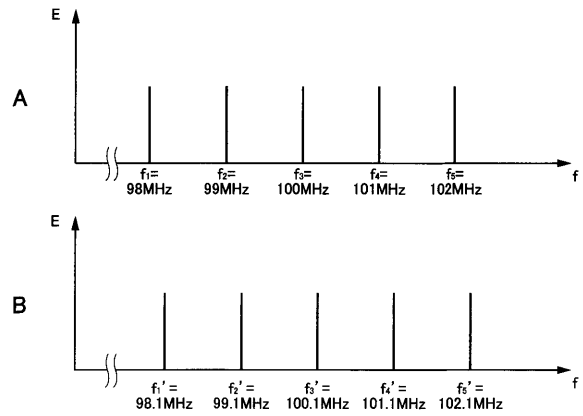 E
A
f₁= f₂= f₃= f₄= f₅=
98MHz 99MHz 100MHz 101MHz 102MHz f
E
B
f₁'= f₂'= f₃'= f₄'= f₅'= f
98.1MHz 99.1MHz 100.1MHz 101.1MHz 102.1MHz